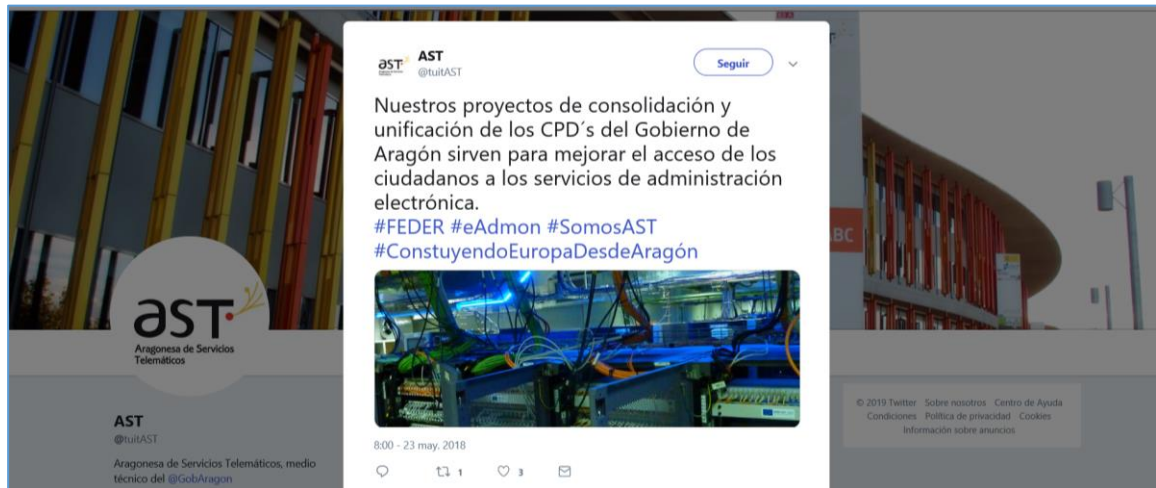 AST
@tuitAST
Seguir
Nuestros proyectos de consolidación y
unificación de los CPD´s del Gobierno de
Aragón sirven para mejorar el acceso de los
ciudadanos a los servicios de administración
electrónica.
#FEDER #eAdmon #SomosAST
#ConstuyendoEuropaDesdeAragón
8:00 - 23 may. 2018
1
3
aST
Aragonesa de Servicios
Telemáticos
AST
@tuitAST
Aragonesa de Servicios Telemáticos, medio
técnico del @GobAragon
BC
© 2019 Twitter Sobre nosotros Centro de Ayuda
Condiciones Política de privacidad Cookies
Información sobre anuncios